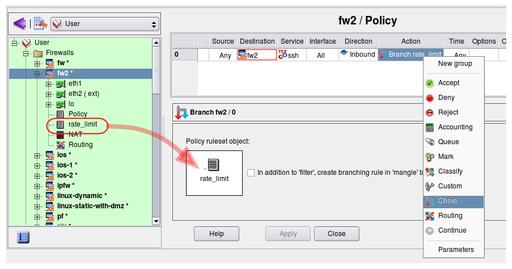 User
fw2 / Policy
User
Firewalls
fw *
fw2 *
eth1
eth2 ( ext)
lo
Policy
rate_limit
NAT
Routing
ios *
ios-1 *
ios-2 *
ipfw *
linux-dynamic *
linux-static-with-dmz *
pf *
Source Destination Service Interface Direction Action Time Options
0 Any fw2 ssh All Inbound Branch rate_limit Any
New group
Accept
Deny
Reject
Accounting
Queue
Mark
Classify
Custom
Chain
Routing
Continue
Parameters
Branch fw2 / 0
Policy ruleset object:
rate_limit
In addition to 'filter', create branching rule in 'mangle'
Help Apply Close